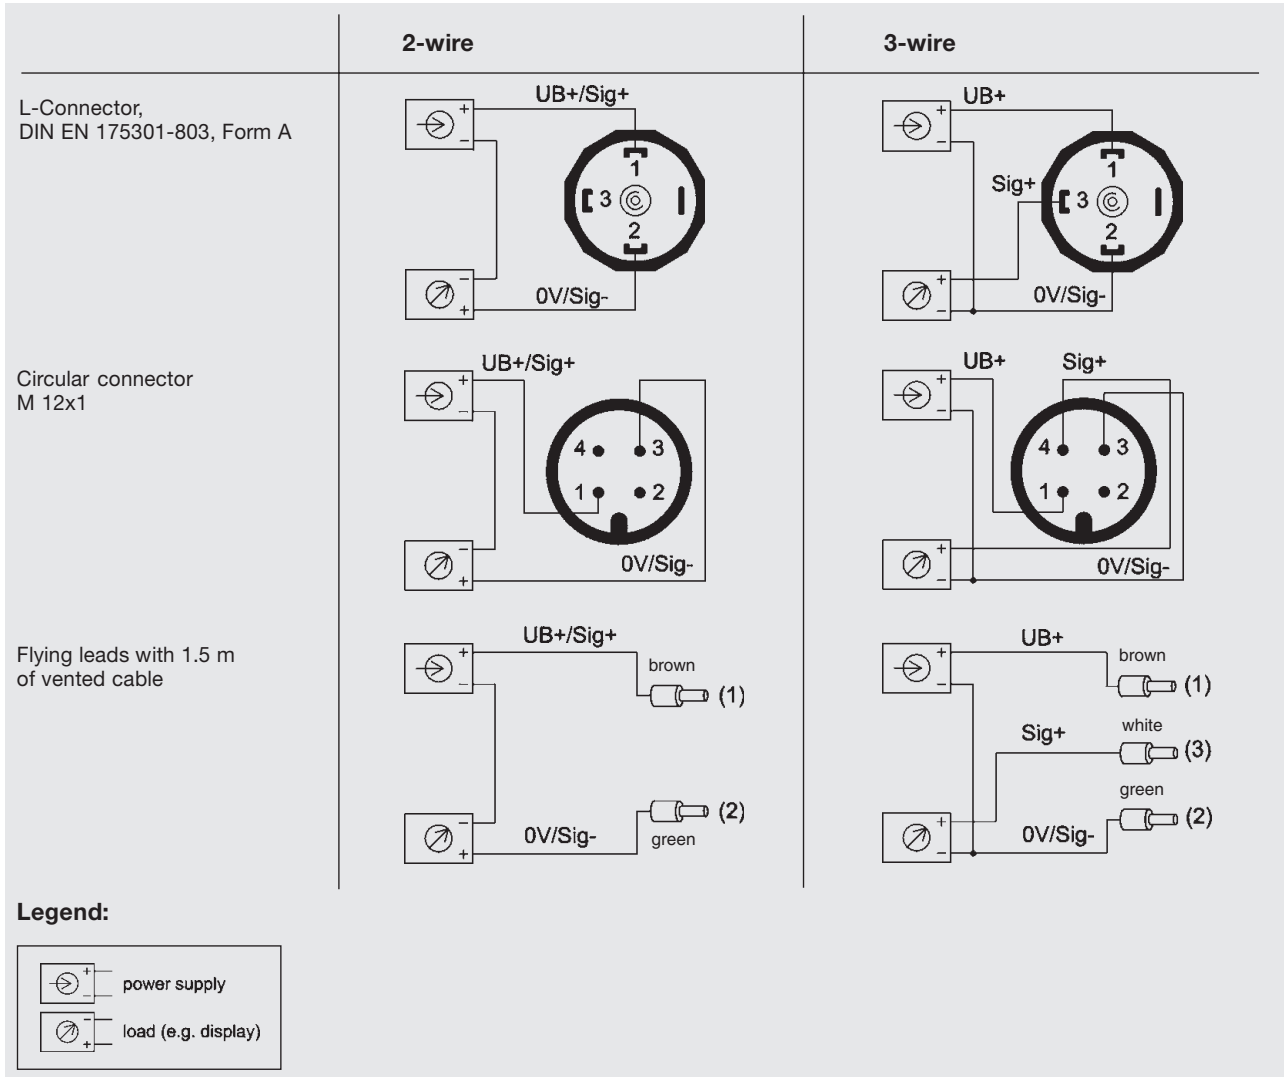 2-wire
3-wire
L-Connector,
DIN EN 175301-803, Form A
UB+/Sig+
+
-
1
3
2
-
+
0V/Sig-
UB+
+
-
Sig+
1
3
2
+
-
0V/Sig-
Circular connector
M 12x1
UB+/Sig+
+
-
4
3
1
2
-
+
0V/Sig-
UB+
Sig+
+
-
4
3
1
2
+
-
0V/Sig-
Flying leads with 1.5 m
of vented cable
UB+/Sig+
+
-
brown
(1)
-
+
0V/Sig-
(2)
green
UB+
+
-
brown
(1)
Sig+
white
(3)
green
+
-
0V/Sig-
(2)
Legend:
+
-
power supply
-
+
load (e.g. display)